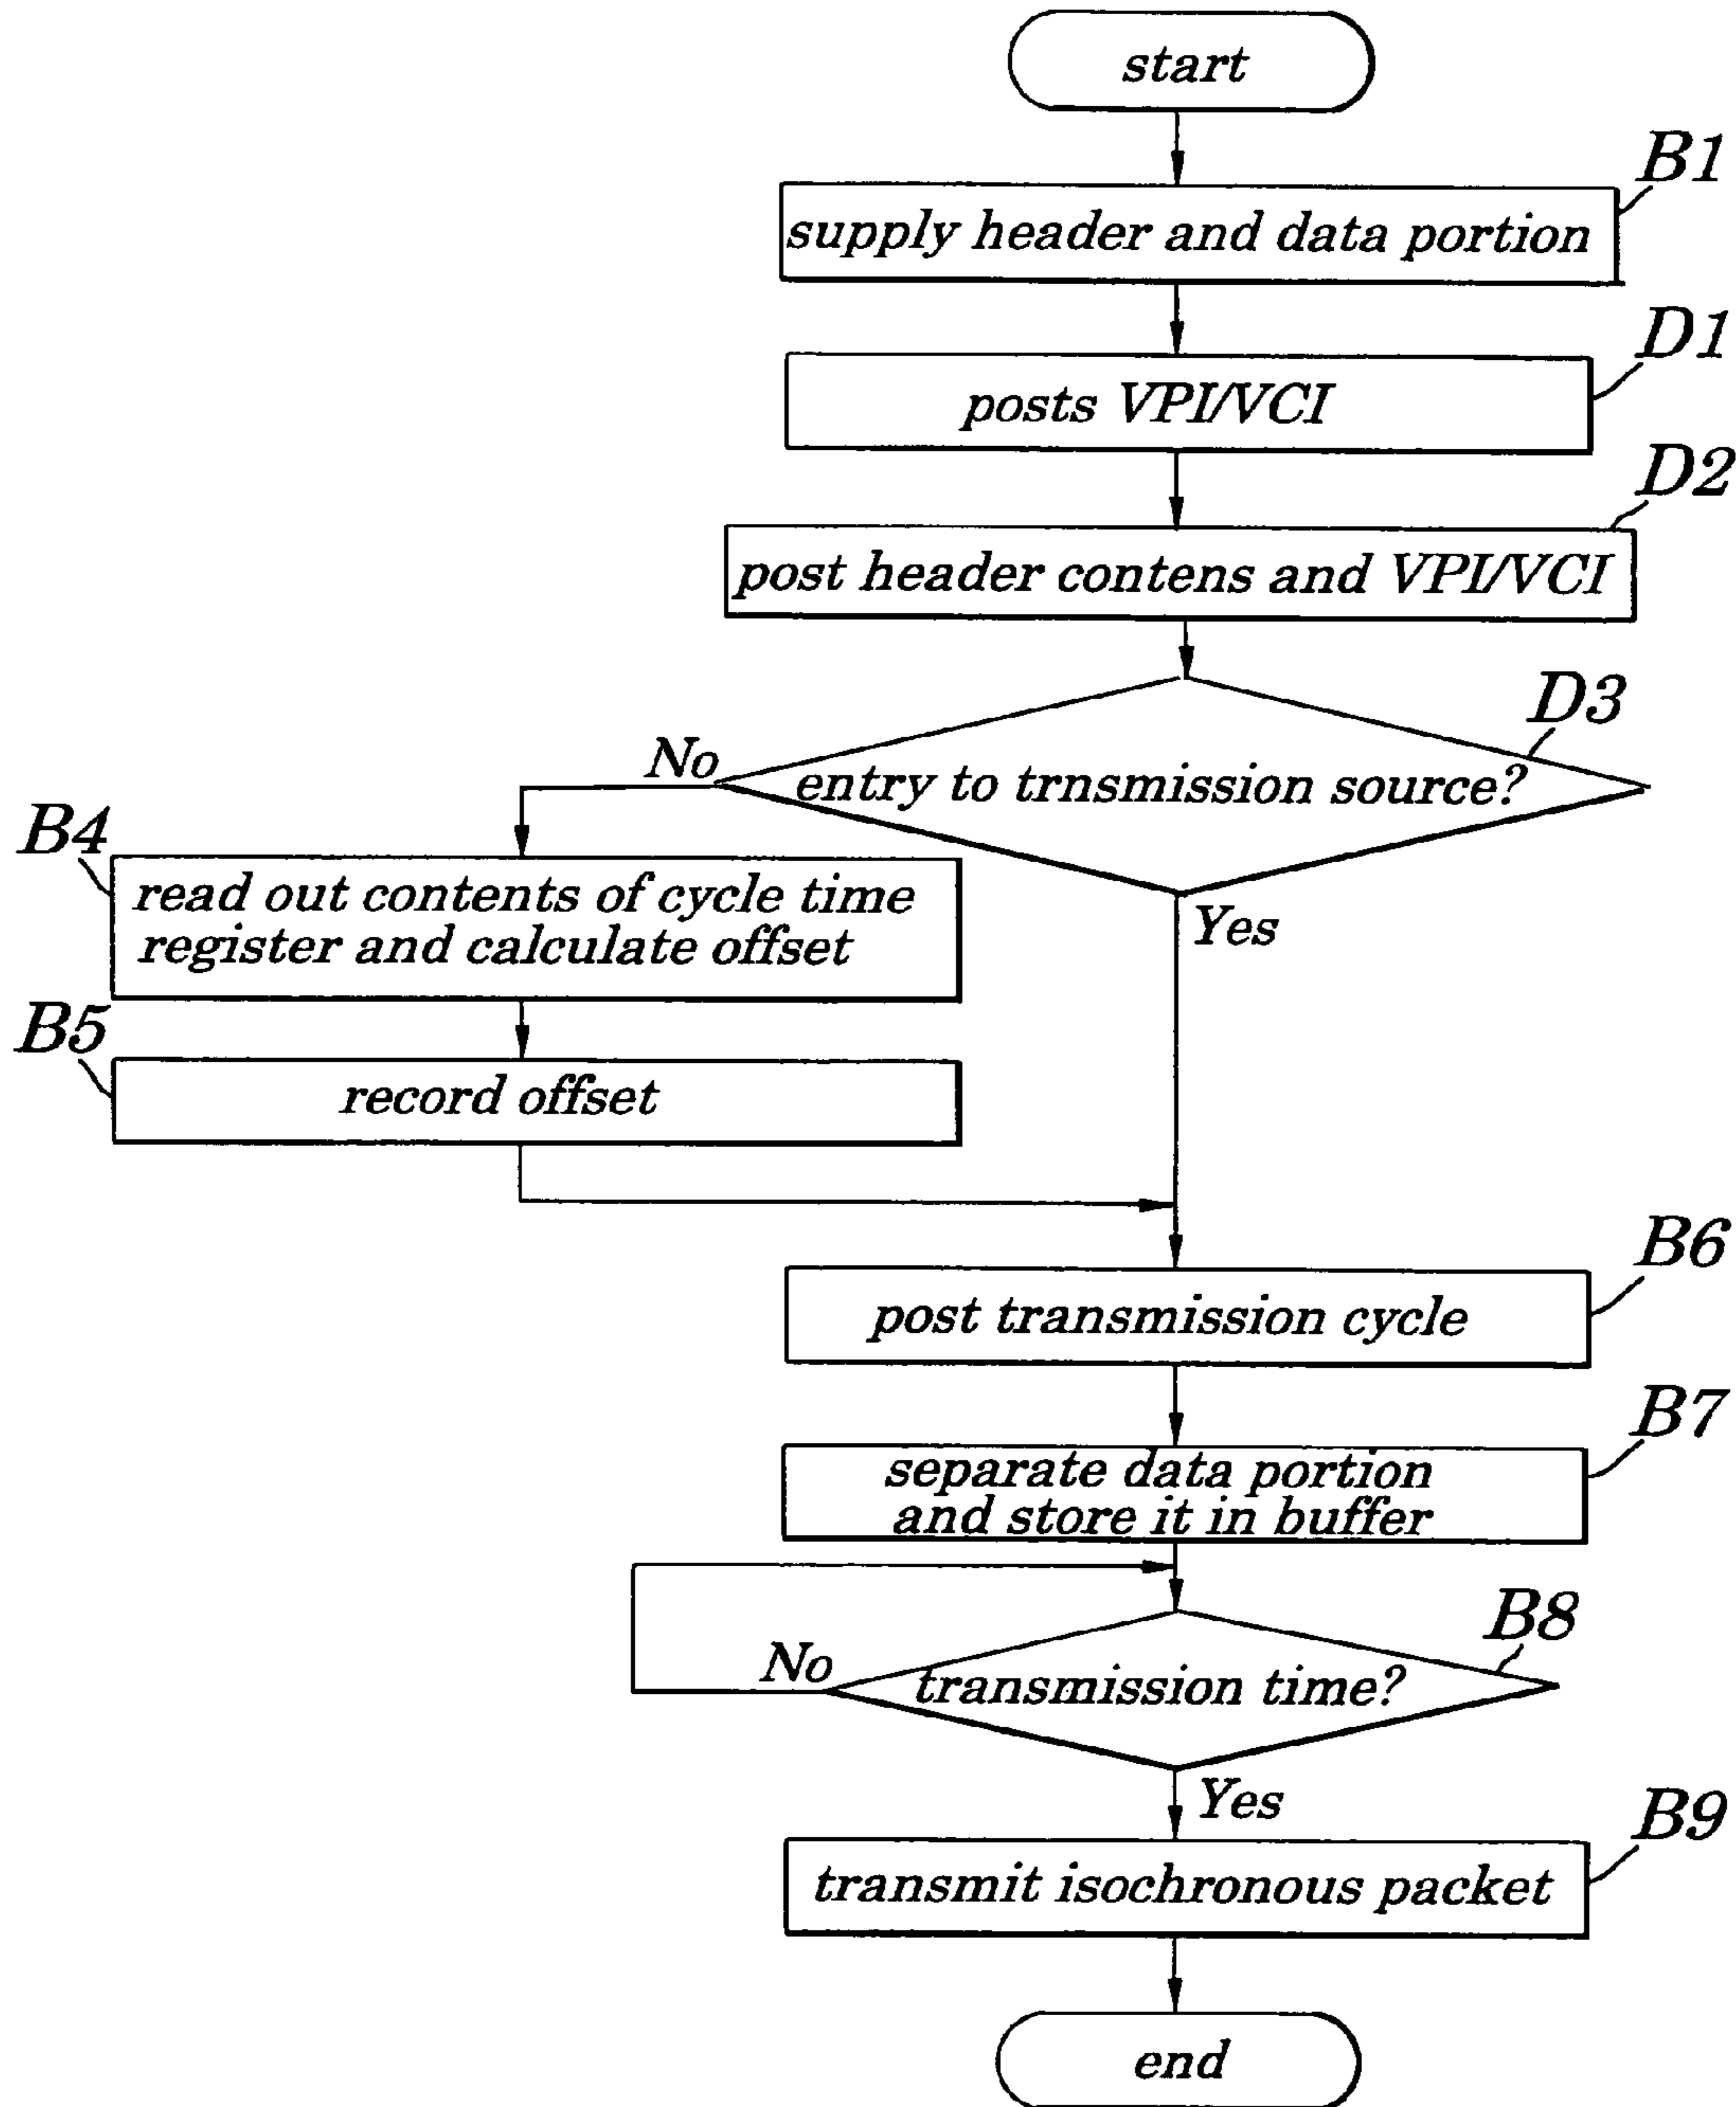 start
B1
supply header and data portion
D1
posts VPI/VCI
D2
post header contens and VPI/VCI
D3
No
entry to trnsmission source?
Yes
B4
read out contents of cycle time
register and calculate offset
B5
record offset
B6
post transmission cycle
B7
separate data portion
and store it in buffer
B8
No
transmission time?
Yes
B9
transmit isochronous packet
end